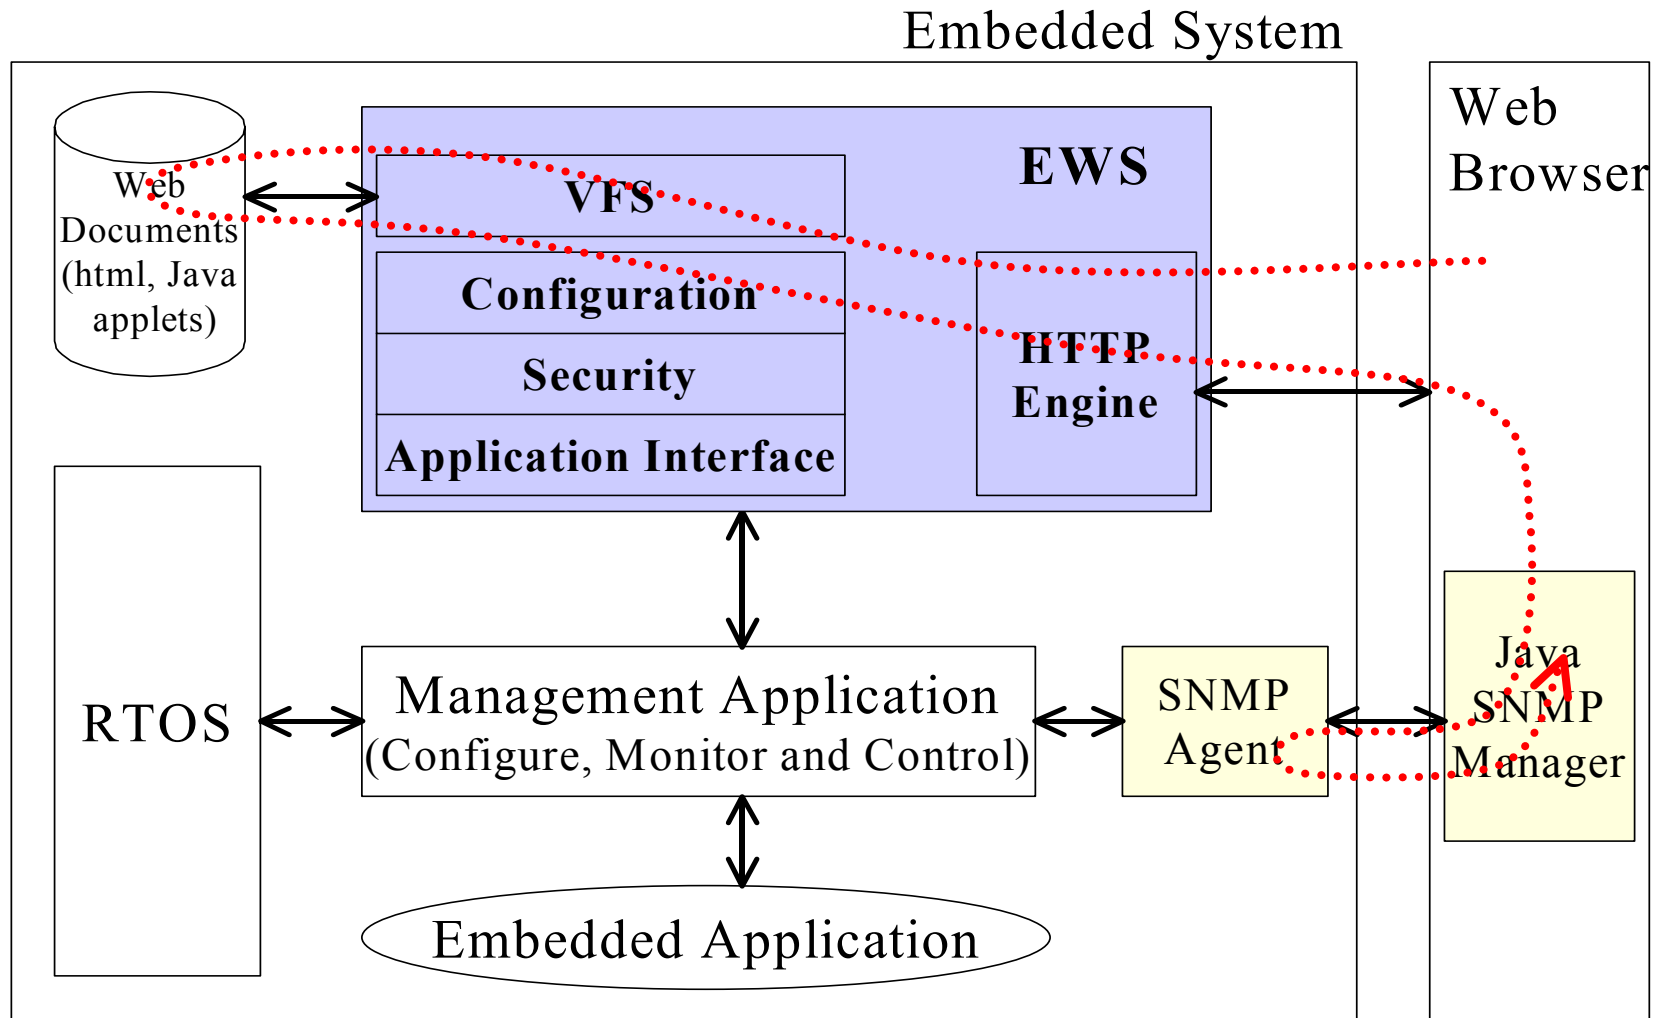 Embedded System
Web
Browser
EWS
VFS
Web
Documents
(html, Java
applets)
Configuration
HTTP
Engine
Security
Application Interface
RTOS
Management Application
(Configure, Monitor and Control)
SNMP
Agent
Java
SNMP
Manager
Embedded Application